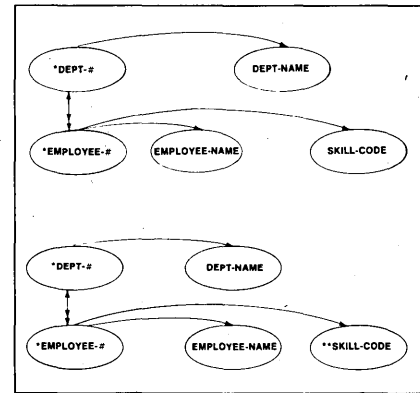 *DEPT-# DEPT-NAME
*EMPLOYEE-# EMPLOYEE-NAME SKILL-CODE
*DEPT-# DEPT-NAME
*EMPLOYEE-# EMPLOYEE-NAME **SKILL-CODE